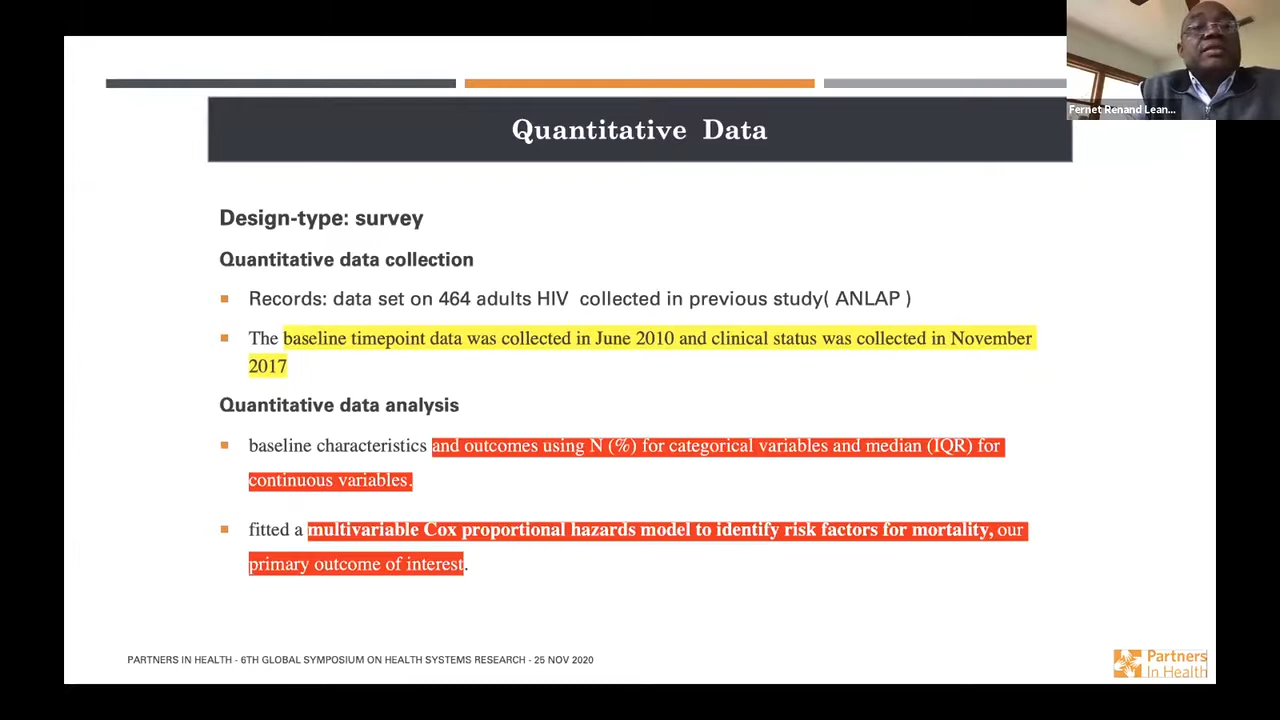 Fernet Renand Lean...
Quantitative Data
Design-type: survey
Quantitative data collection
Records: data set on 464 adults HIV collected in previous study( ANLAP )
The baseline timepoint data was collected in June 2010 and clinical status was collected in November
2017
Quantitative data analysis
baseline characteristics and outcomes using N (%) for categorical variables and median (IQR) for
continuous variables.
fitted a multivariable Cox proportional hazards model to identify risk factors for mortality, our
primary outcome of interest.
PARTNERS IN HEALTH - 6TH GLOBAL SYMPOSIUM ON HEALTH SYSTEMS RESEARCH - 25 NOV 2020
Partners
In Health